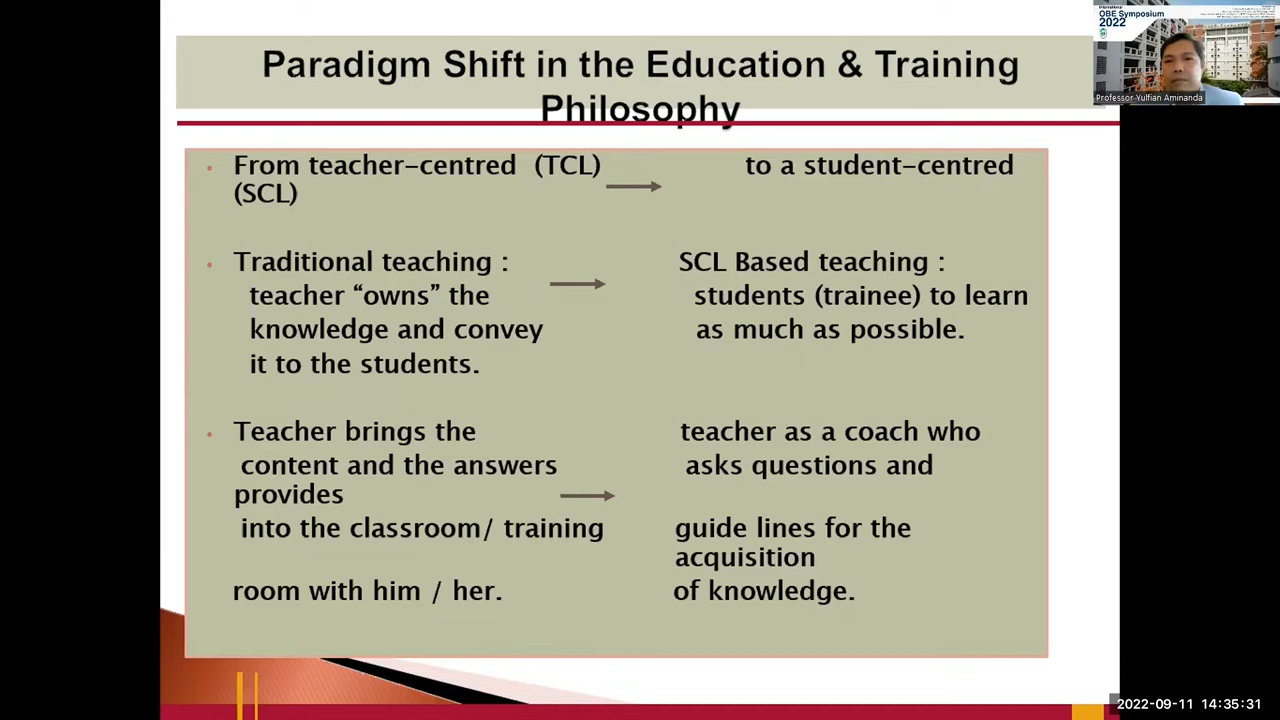 Paradigm Shift in the Education & Training
Philosophy
• From teacher-centred (TCL) to a student-centred
(SCL)
• Traditional teaching : SCL Based teaching :
teacher “owns” the students (trainee) to learn
knowledge and convey as much as possible.
it to the students.
• Teacher brings the teacher as a coach who
content and the answers asks questions and
provides
into the classroom/ training guide lines for the
acquisition
room with him / her. of knowledge.
International
OBE Symposium
2022
Professor Yulfian Aminanda
2022-09-11 14:35:31